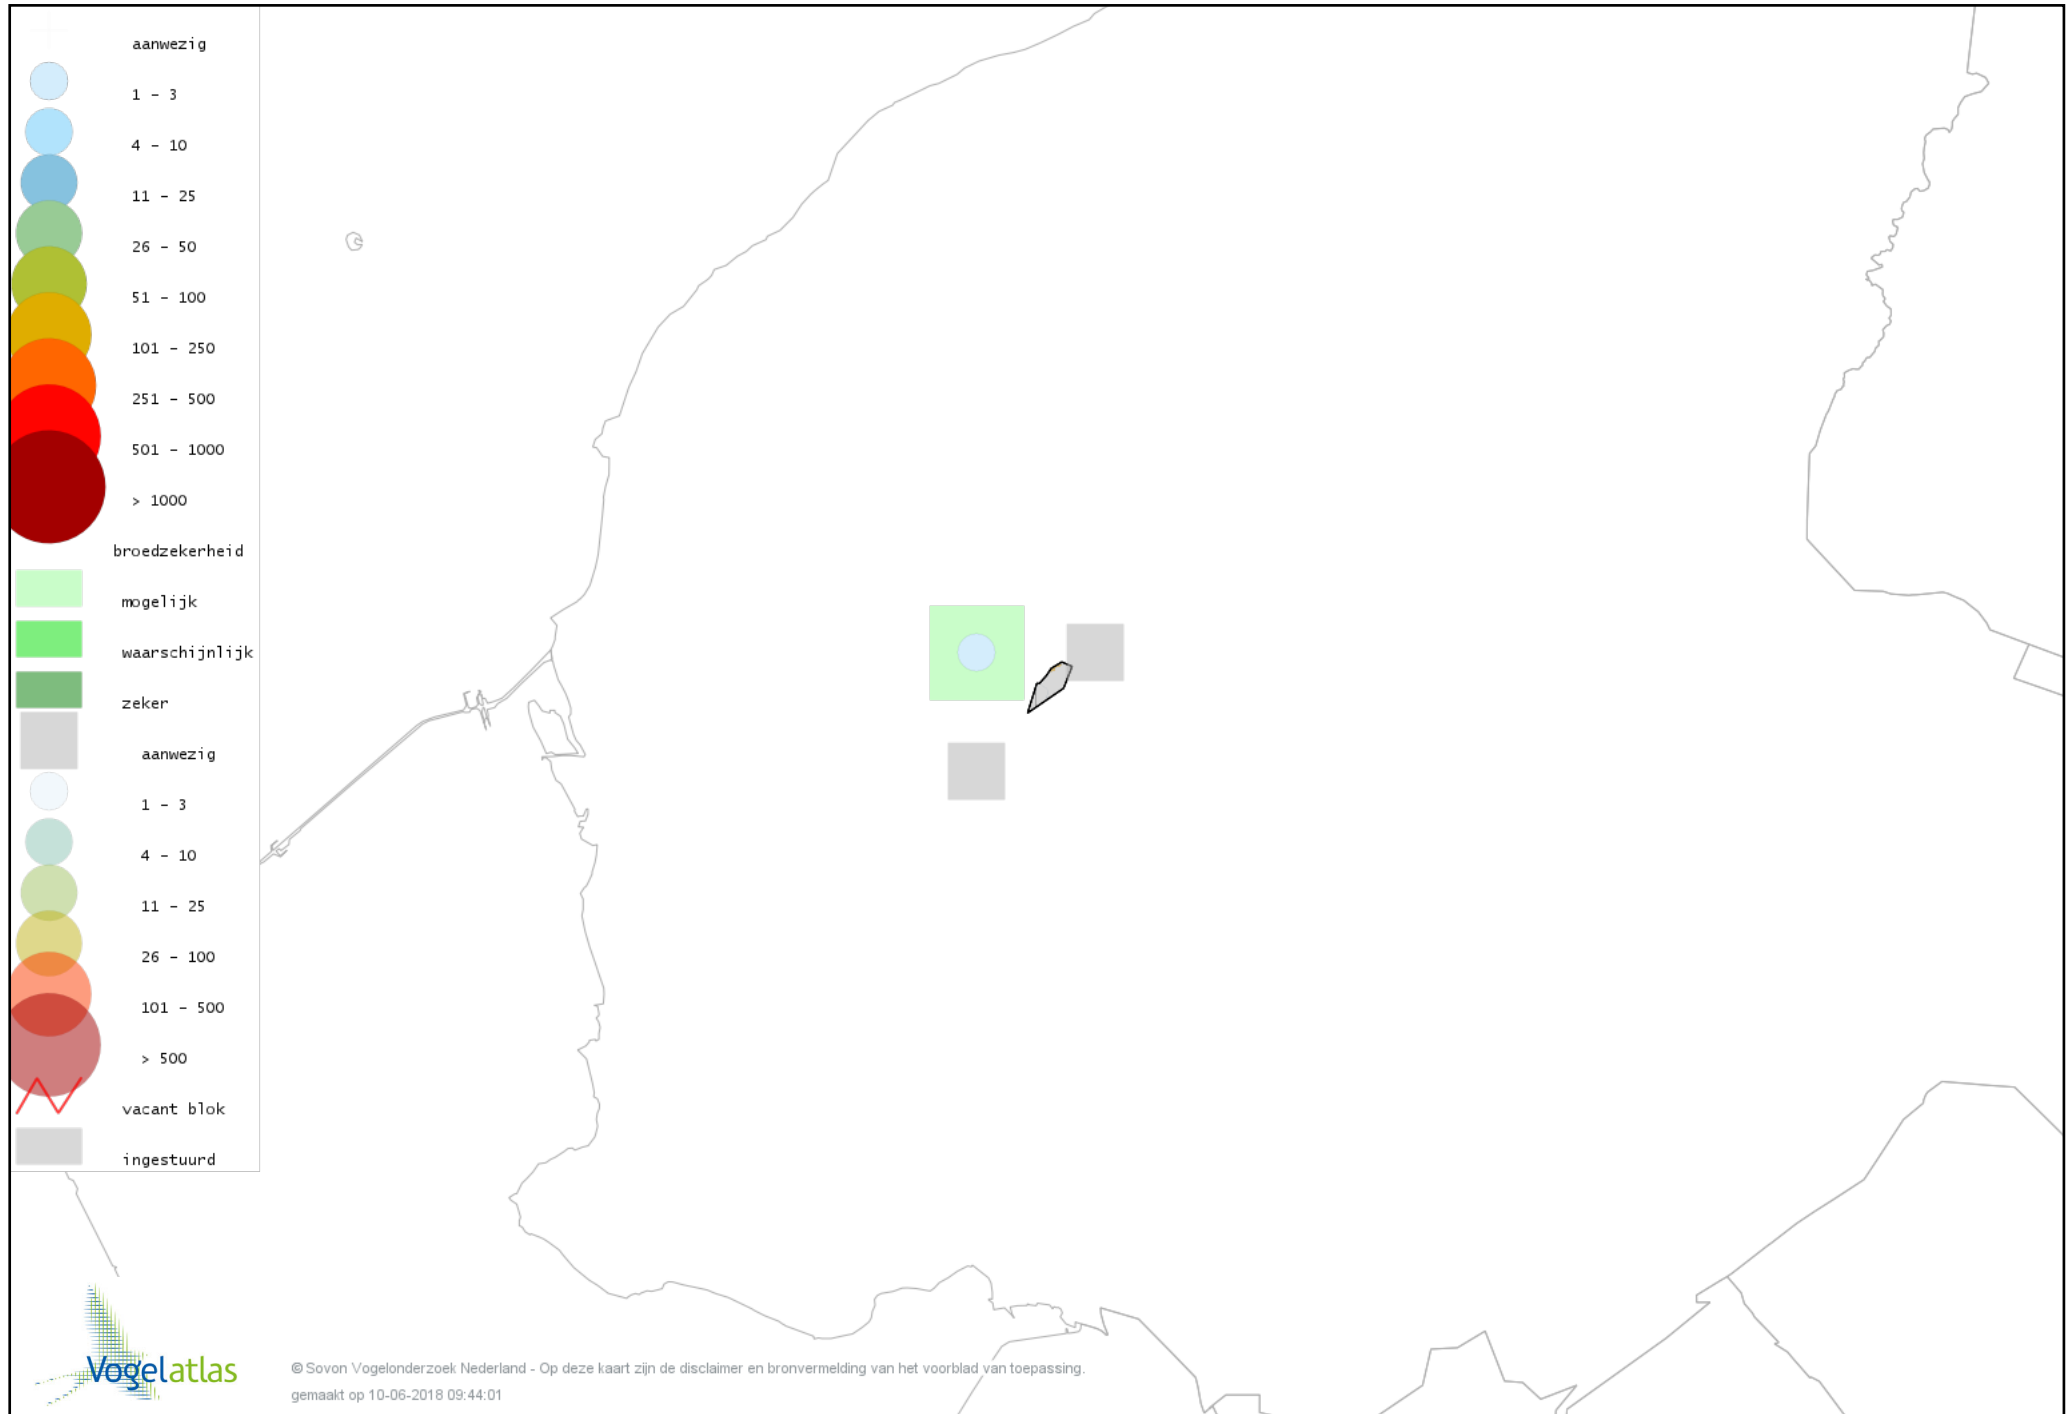 aanwezig
1 - 3
4 - 10
11 - 25
26 - 50
51 - 100
101 - 250
251 - 500
501 - 1000
> 1000
broedzekerheid
mogelijk
waarschijnlijk
zeker
aanwezig
1 - 3
4 - 10
11 - 25
26 - 100
101 - 500
> 500
vacant blok
ingestuurd
Vogelatlas
© Sovon Vogelonderzoek Nederland - Op deze kaart zijn de disclaimer en bronvermelding van het voorblad van toepassing.
gemaakt op 10-06-2018 09:44:01